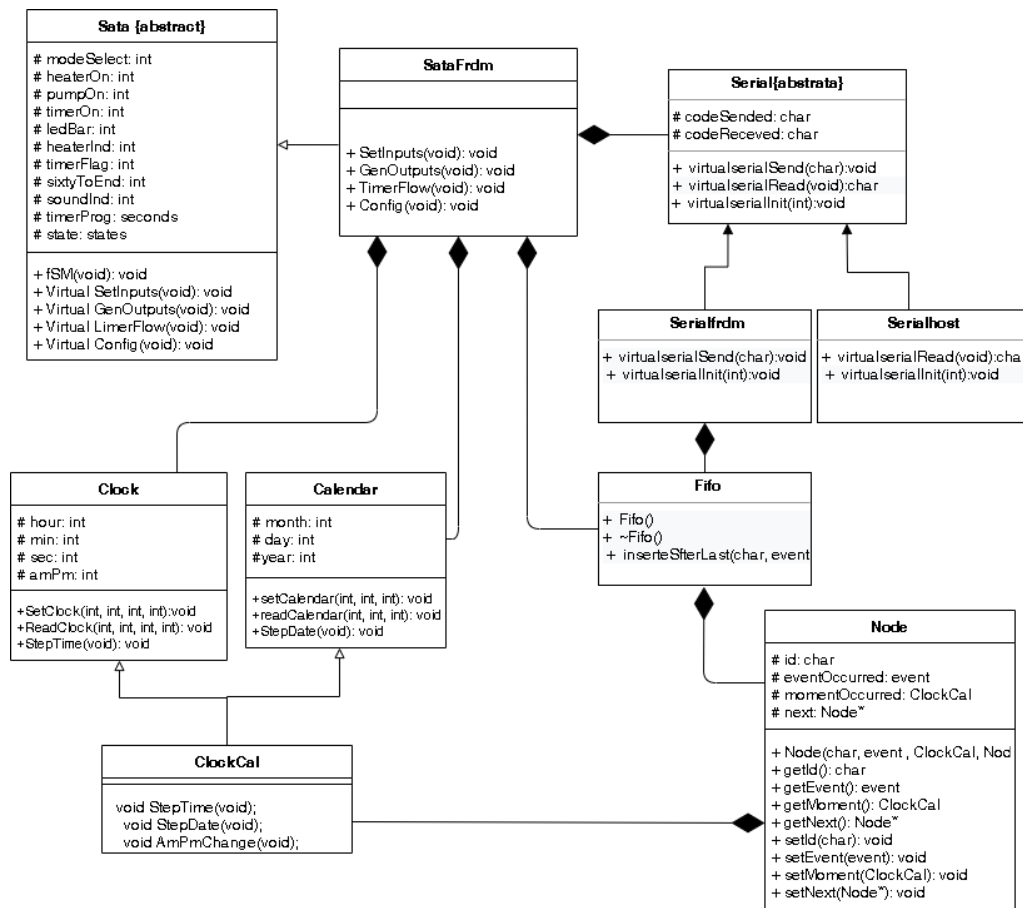 Sata {abstract}
# modeSelect: int
# heaterOn: int
# pumpOn: int
# timerOn: int
# ledBar: int
# heaterInd: int
# timerFlag: int
# sixtyToEnd: int
# soundInd: int
# timerProg: seconds
# state: states
+ fSM(void): void
+ Virtual SetInputs(void): void
+ Virtual GenOutputs(void): void
+ Virtual LimerFlow(void): void
+ Virtual Config(void): void
SataFrdm
+ SetInputs(void): void
+ GenOutputs(void): void
+ TimerFlow(void): void
+ Config(void): void
Serial{abstrata}
# codeSended: char
# codeReceved: char
+ virtualserialSend(char):void
+ virtualserialRead(void):char
+ virtualserialInit(int):void
Serialfrdm
+ virtualserialSend(char):void
+ virtualserialInit(int):void
Serialhost
+ virtualserialRead(void):cha
+ virtualserialInit(int):void
Clock
# hour: int
# min: int
# sec: int
# amPm: int
+SetClock(int, int, int, int):void
+ReadClock(int, int, int, int): void
+StepTime(void): void
Calendar
# month: int
# day: int
#year: int
+setCalendar(int, int, int): void
+readCalendar(int, int, int): void
+StepDate(void): void
Fifo
+ Fifo()
+ ~Fifo()
+ inserteSfterLast(char, event
Node
# id: char
# eventOccurred: event
# momentOccurred: ClockCal
# next: Node*
+ Node(char, event , ClockCal, Nod
+ getId(): char
+ getEvent(): event
+ getMoment(): ClockCal
+ getNext(): Node*
+ setId(char): void
+ setEvent(event): void
+ setMoment(ClockCal): void
+ setNext(Node*): void
ClockCal
void StepTime(void);
void StepDate(void);
void AmPmChange(void);